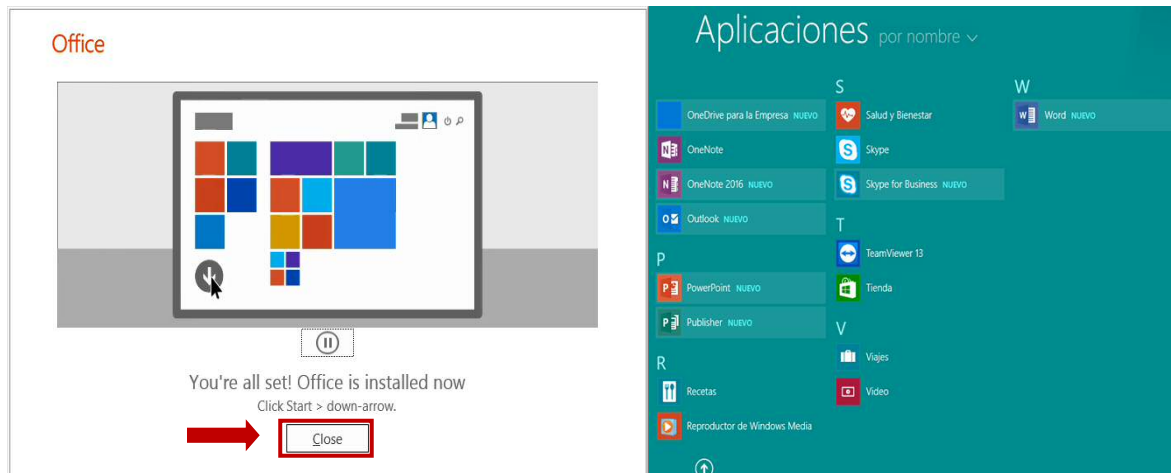 Office
You're all set! Office is installed now
Click Start > down-arrow.
Close
Aplicaciones por nombre
OneDrive para la Empresa NUEVO
OneNote
OneNote 2016 NUEVO
Outlook NUEVO
P
PowerPoint NUEVO
Publisher NUEVO
R
Recetas
Reproductor de Windows Media
S
Salud y Bienestar
Skype
Skype for Business NUEVO
T
TeamViewer 13
Tienda
V
Viajes
Video
W
Word NUEVO